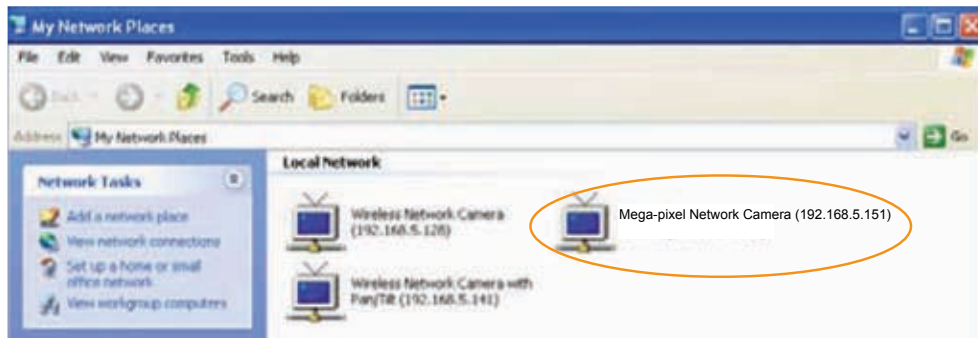 My Network Places
File Edit View Favorites Tools Help
Back Search Folders
Address My Network Places Go
Network Tasks
Add a network place
View network connections
Set up a home or small
office network
View workgroup computers
Local Network
Wireless Network Camera
(192.168.5.128)
Mega-pixel Network Camera (192.168.5.151)
Wireless Network Camera with
Pan/Tilt (192.168.5.141)